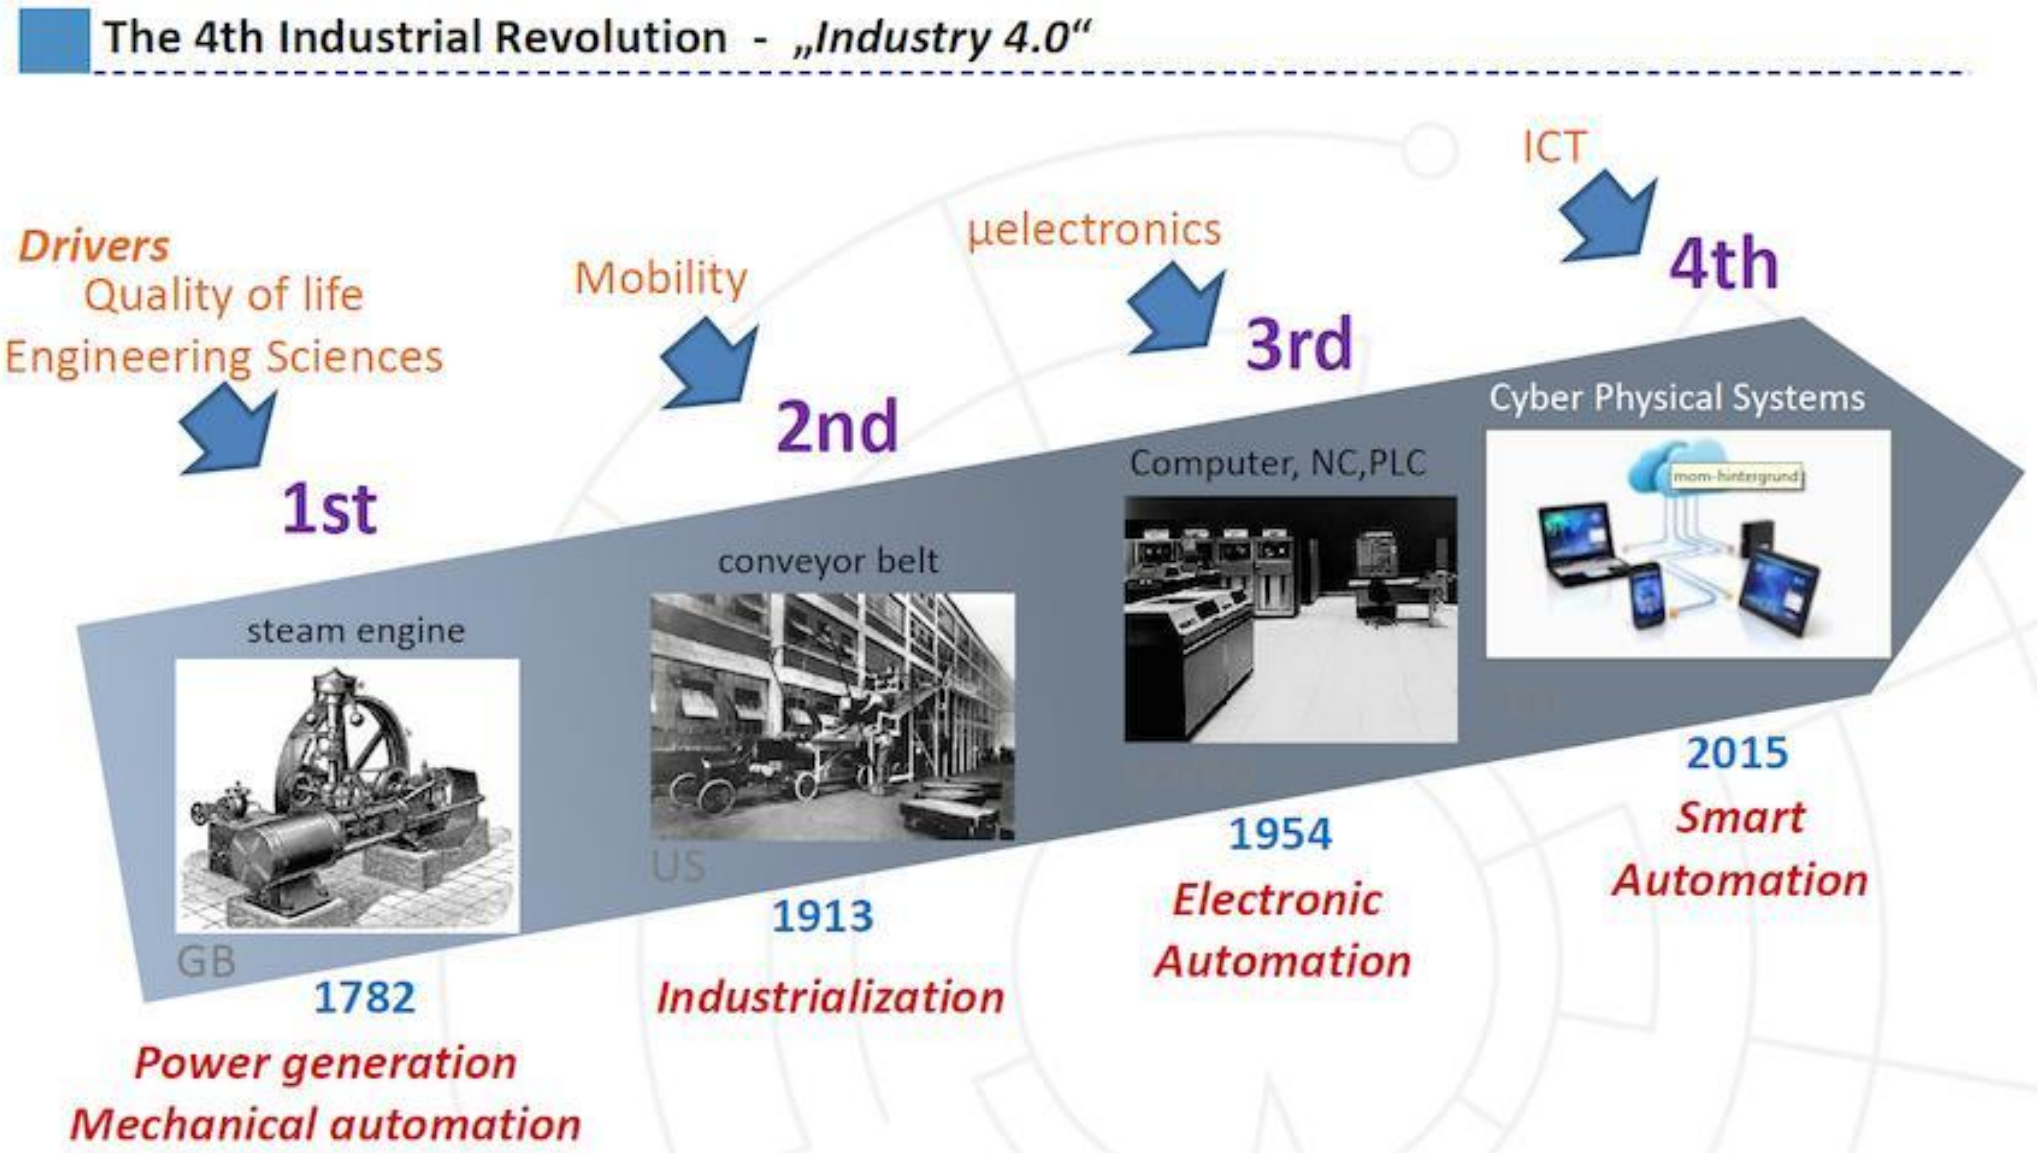 The 4th Industrial Revolution - „Industry 4.0“
Drivers
Quality of life
Engineering Sciences
1st
steam engine
GB
1782
Power generation
Mechanical automation
Mobility
2nd
conveyor belt
US
1913
Industrialization
µelectronics
3rd
Computer, NC,PLC
1954
Electronic
Automation
ICT
4th
Cyber Physical Systems
mom-hintergrund
2015
Smart
Automation